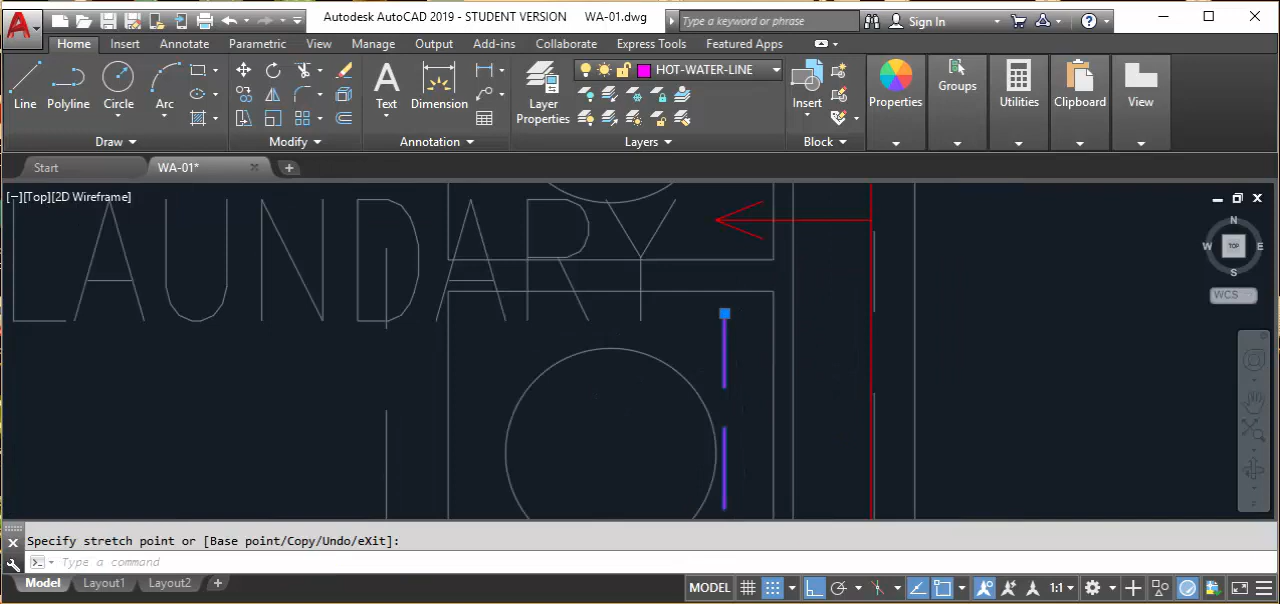 Autodesk AutoCAD 2019 - STUDENT VERSION WA-01.dwg
Type a keyword or phrase
Sign In
Home Insert Annotate Parametric View Manage Output Add-ins Collaborate Express Tools Featured Apps
HOT-WATER-LINE
Line Polyline Circle Arc
Text Dimension
Layer Properties
Insert
Properties Groups Utilities Clipboard View
Draw Modify Annotation Layers Block
Start WA-01*
[−][Top][2D Wireframe]
LAUNDARY
N
W TOP E
S
WCS
Specify stretch point or [Base point/Copy/Undo/eXit]:
Type a command
Model Layout1 Layout2 +
MODEL 1:1